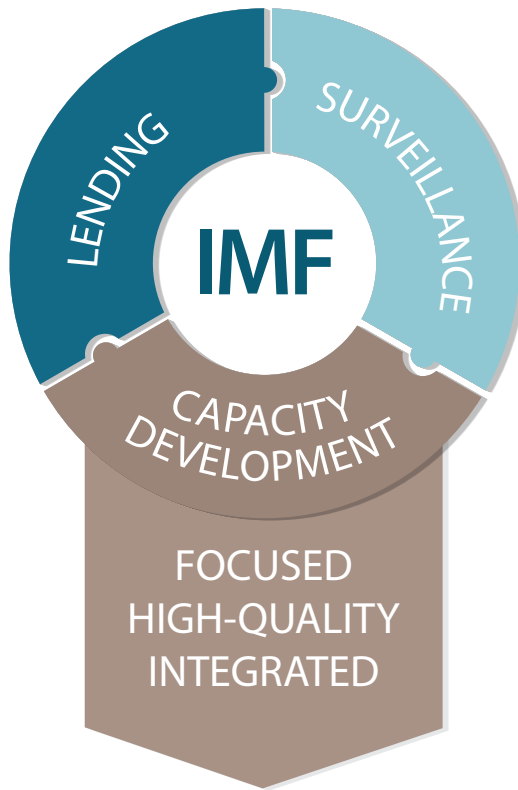 LENDING
SURVEILLANCE
IMF
CAPACITY
DEVELOPMENT
FOCUSED
HIGH-QUALITY
INTEGRATED